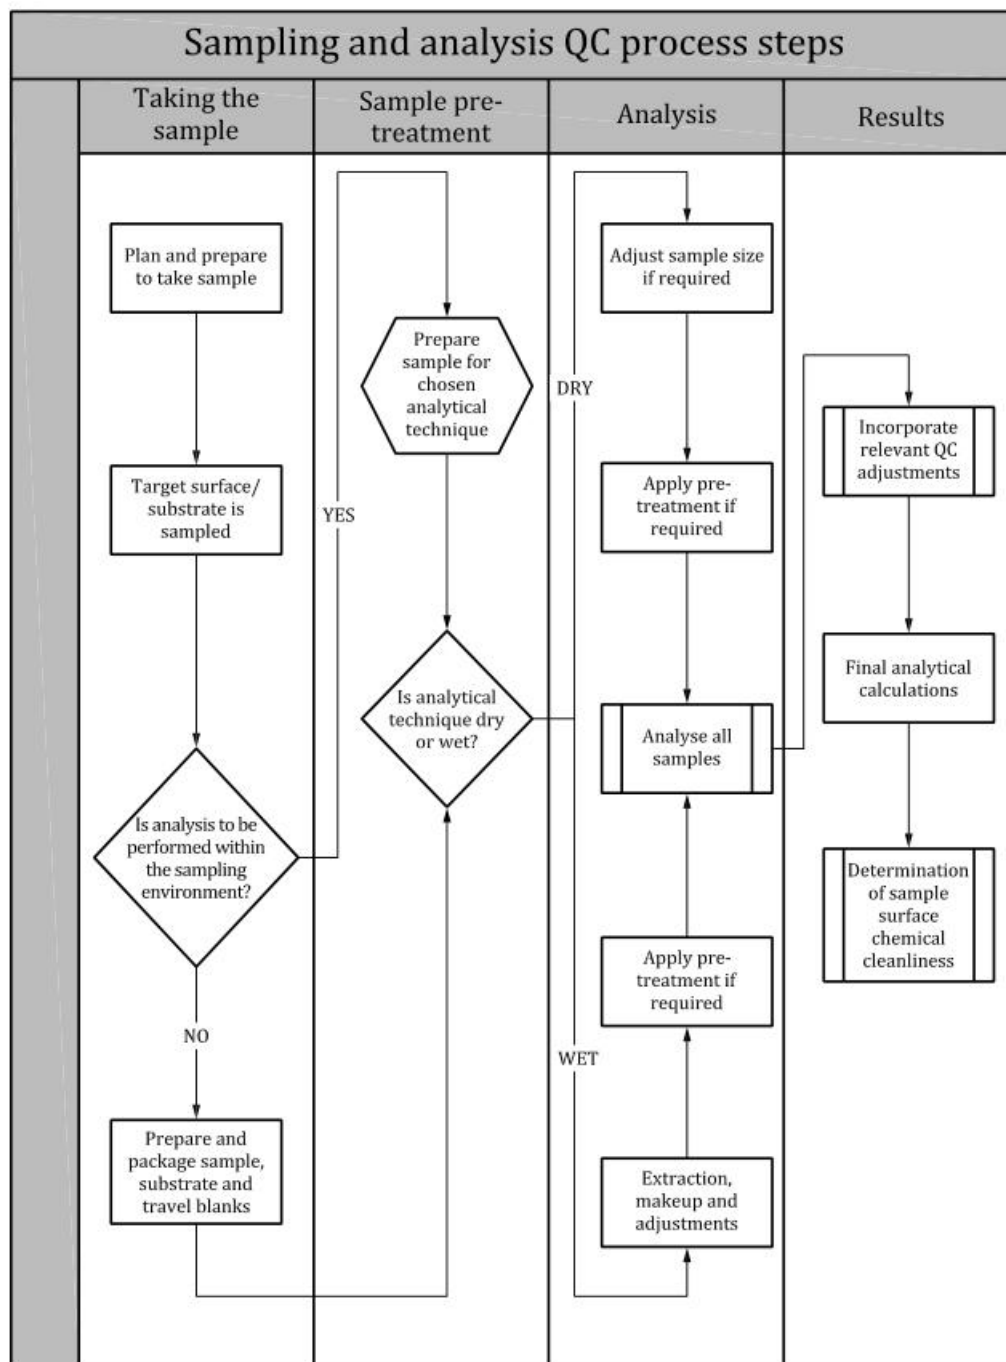 Sampling and analysis QC process steps
Taking the
sample
Sample pre-
treatment
Analysis
Results
Plan and prepare
to take sample
Target surface/
substrate is
sampled
Is analysis to be
performed within
the sampling
environment?
YES
NO
Prepare and
package sample,
substrate and
travel blanks
Prepare
sample for
chosen
analytical
technique
Is analytical
technique dry
or wet?
DRY
WET
Adjust sample size
if required
Apply pre-
treatment if
required
Analyse all
samples
Apply pre-
treatment if
required
Extraction,
makeup and
adjustments
Incorporate
relevant QC
adjustments
Final analytical
calculations
Determination
of sample
surface
chemical
cleanliness